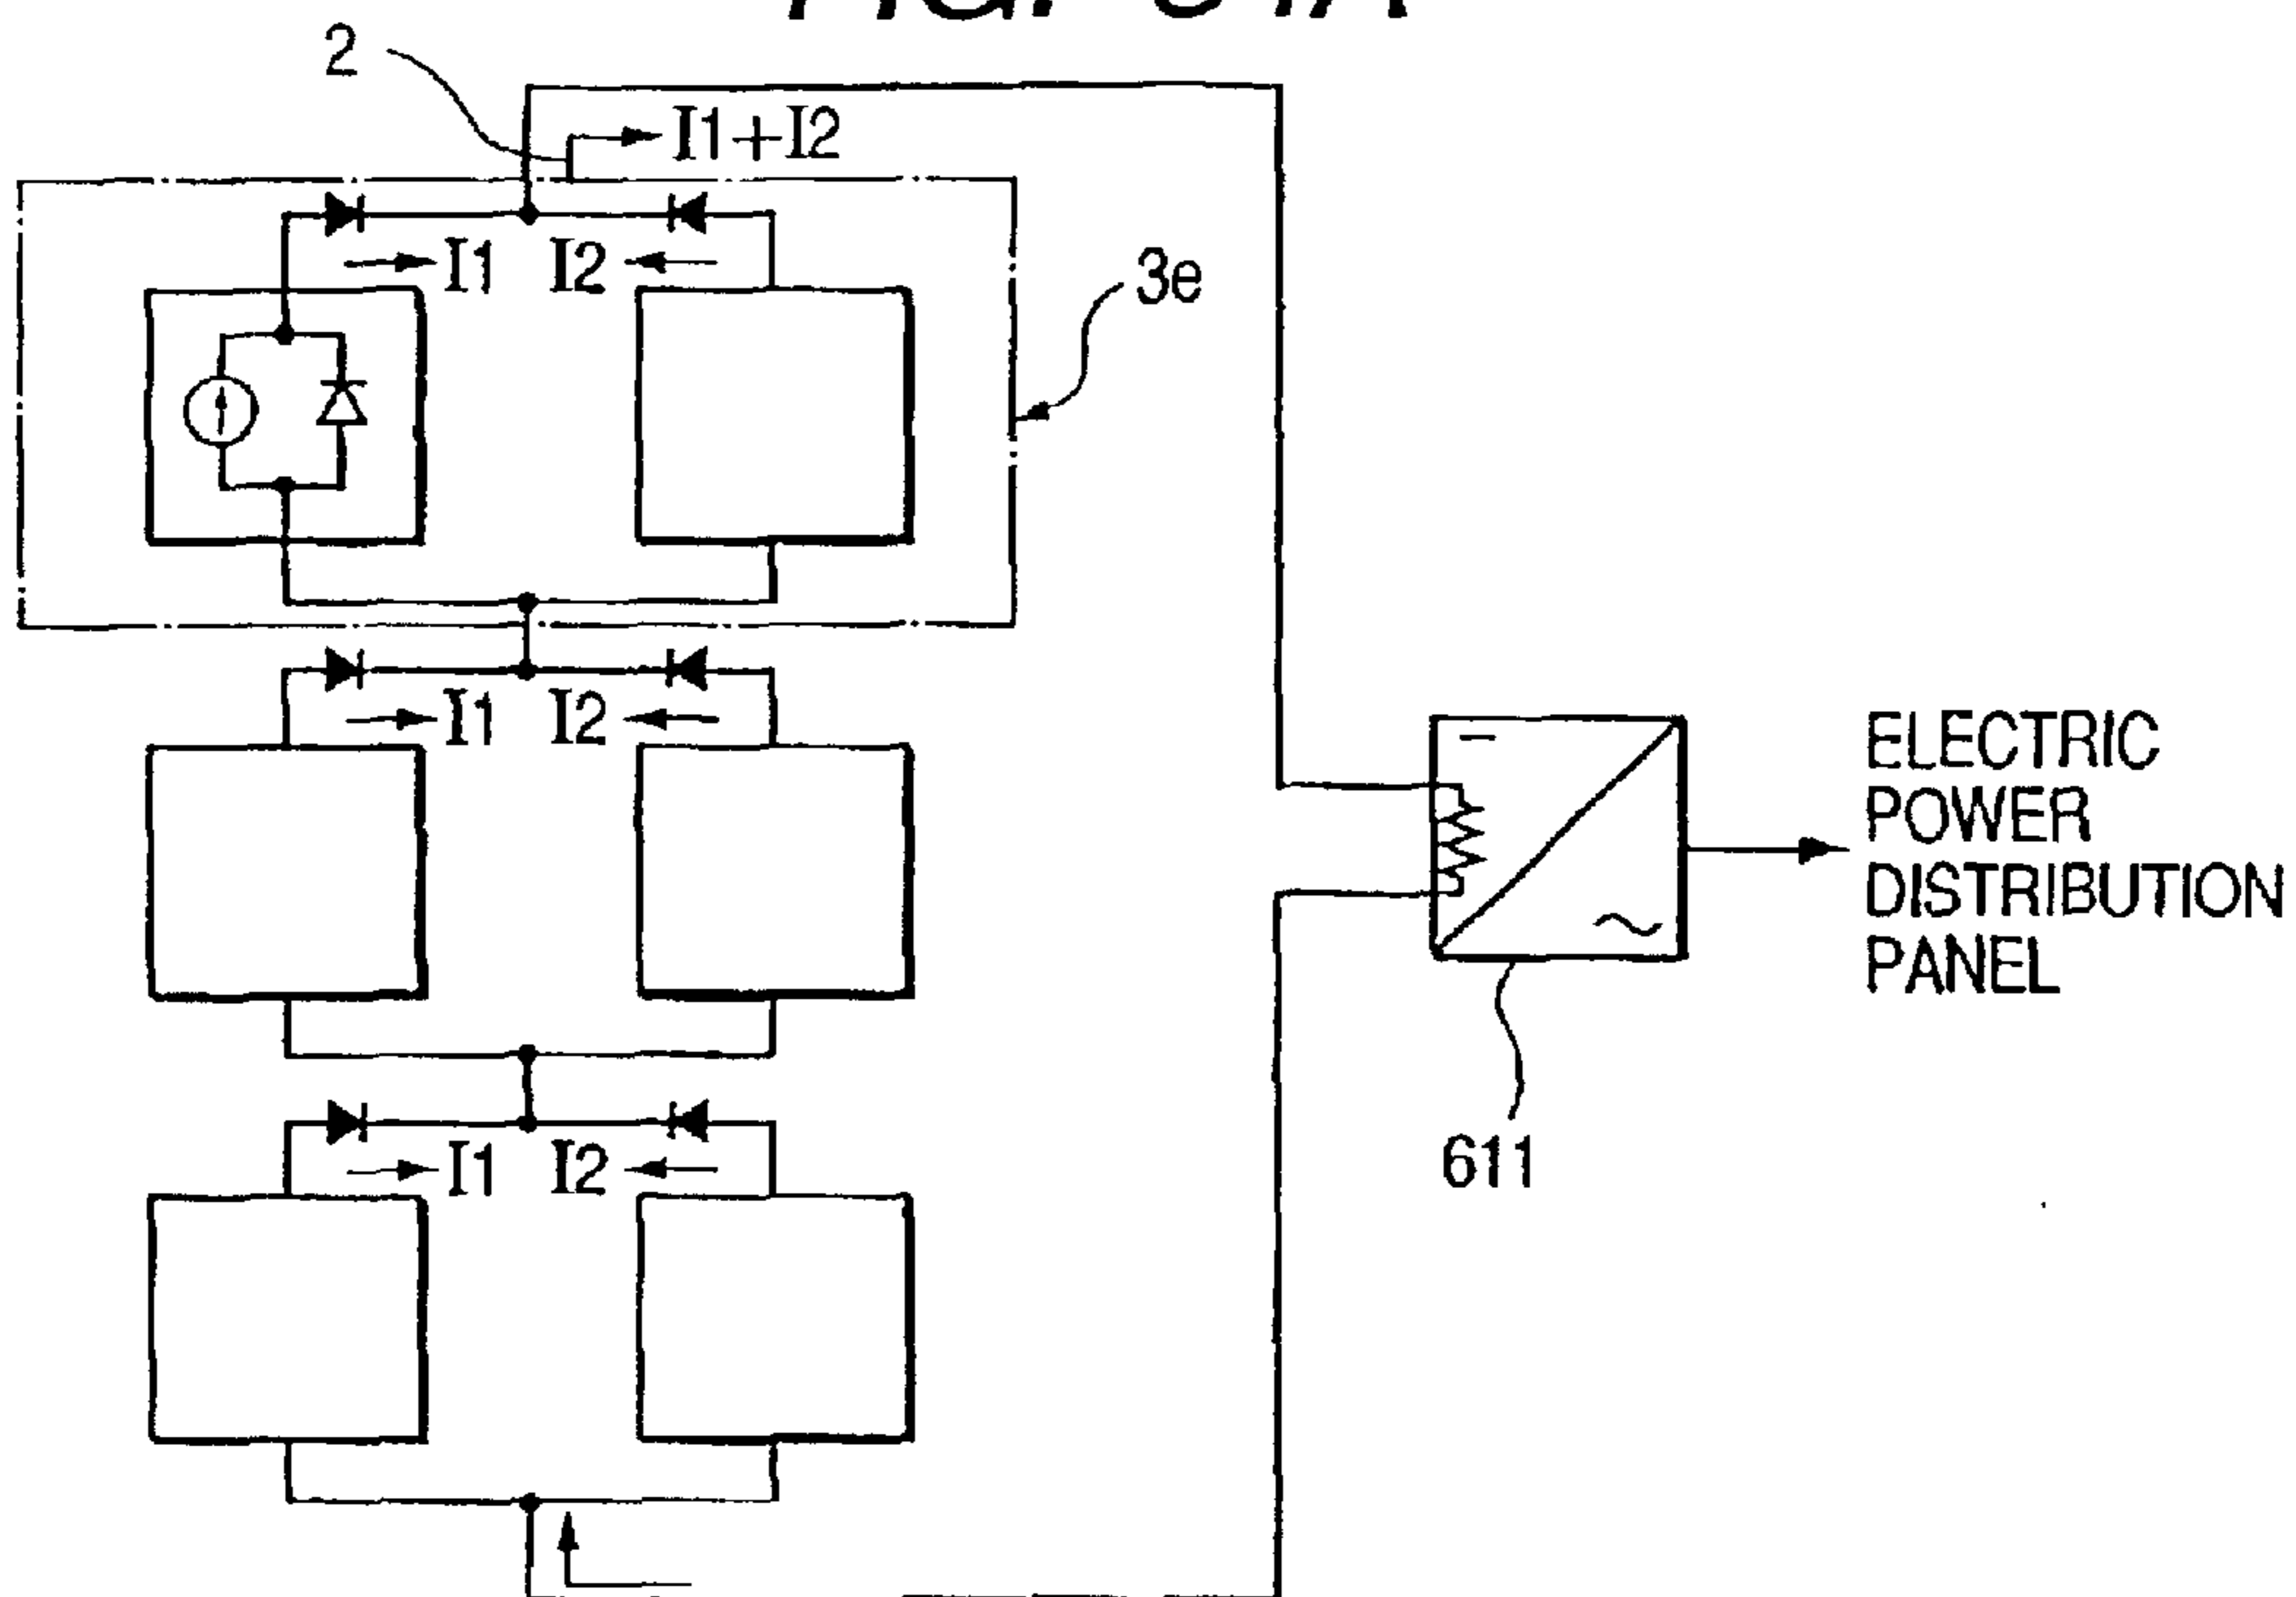 2
I1+I2
I1 I2
3e
I1 I2
ELECTRIC
POWER
DISTRIBUTION
PANEL
I1 I2
611